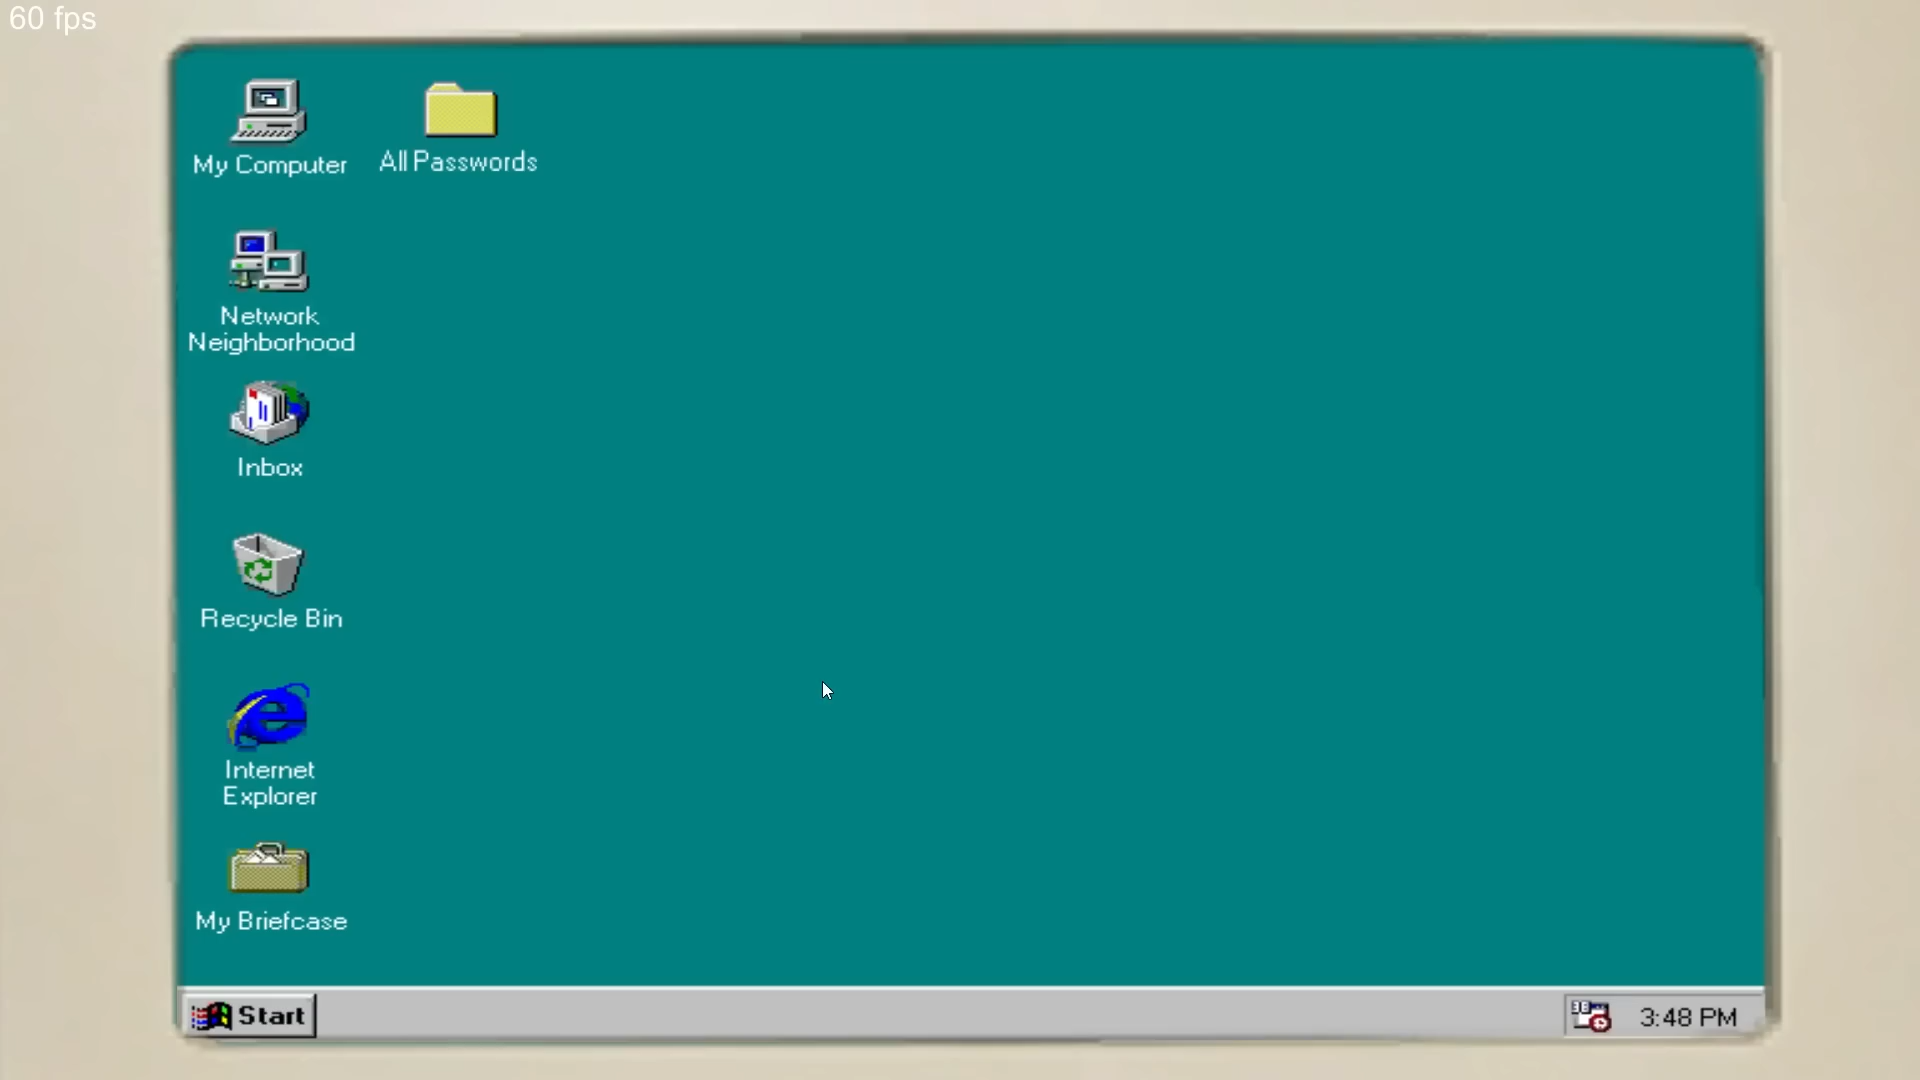 60 fps
My Computer
All Passwords
Network
Neighborhood
Inbox
Recycle Bin
Internet
Explorer
My Briefcase
Start
3:48 PM